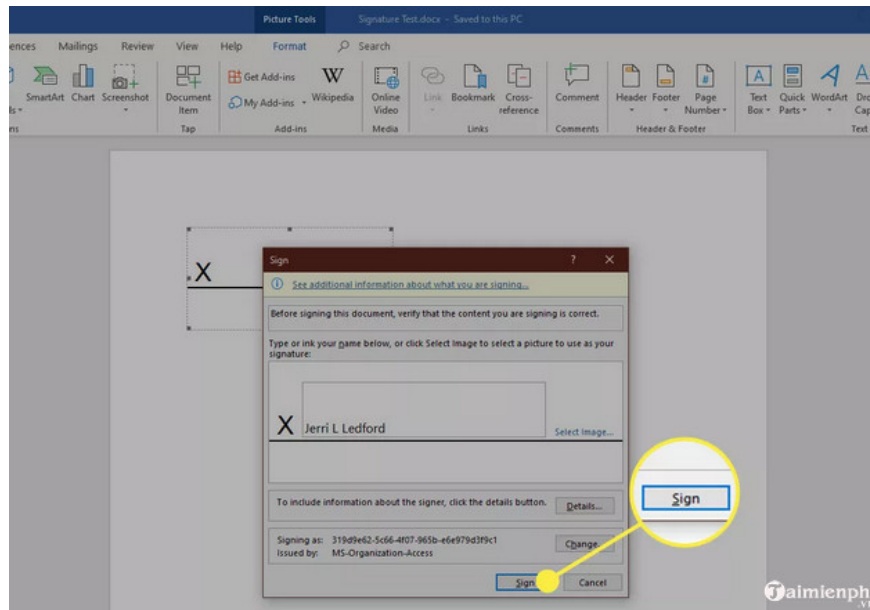 Picture Tools Signature Test.docx - Saved to this PC
ences Mailings Review View Help Format Search
SmartArt Chart Screenshot Document Item Get Add-ins My Add-ins Wikipedia Online Video Link Bookmark Cross-reference Comment Header Footer Page Number Text Box Quick Parts WordArt
Tap Add-ins Media Links Comments Header & Footer Text
X
Sign ? X
See additional information about what you are signing...
Before signing this document, verify that the content you are signing is correct.
Type or ink your name below, or click Select Image to select a picture to use as your
signature:
X Jerri L Ledford Select Image...
Sign
To include information about the signer, click the details button. Details...
Signing as: 319d9e62-5c66-4f07-965b-e6e979d3f9c1 Change.
Issued by: MS-Organization-Access
Sign Cancel
Taimienph
.VN